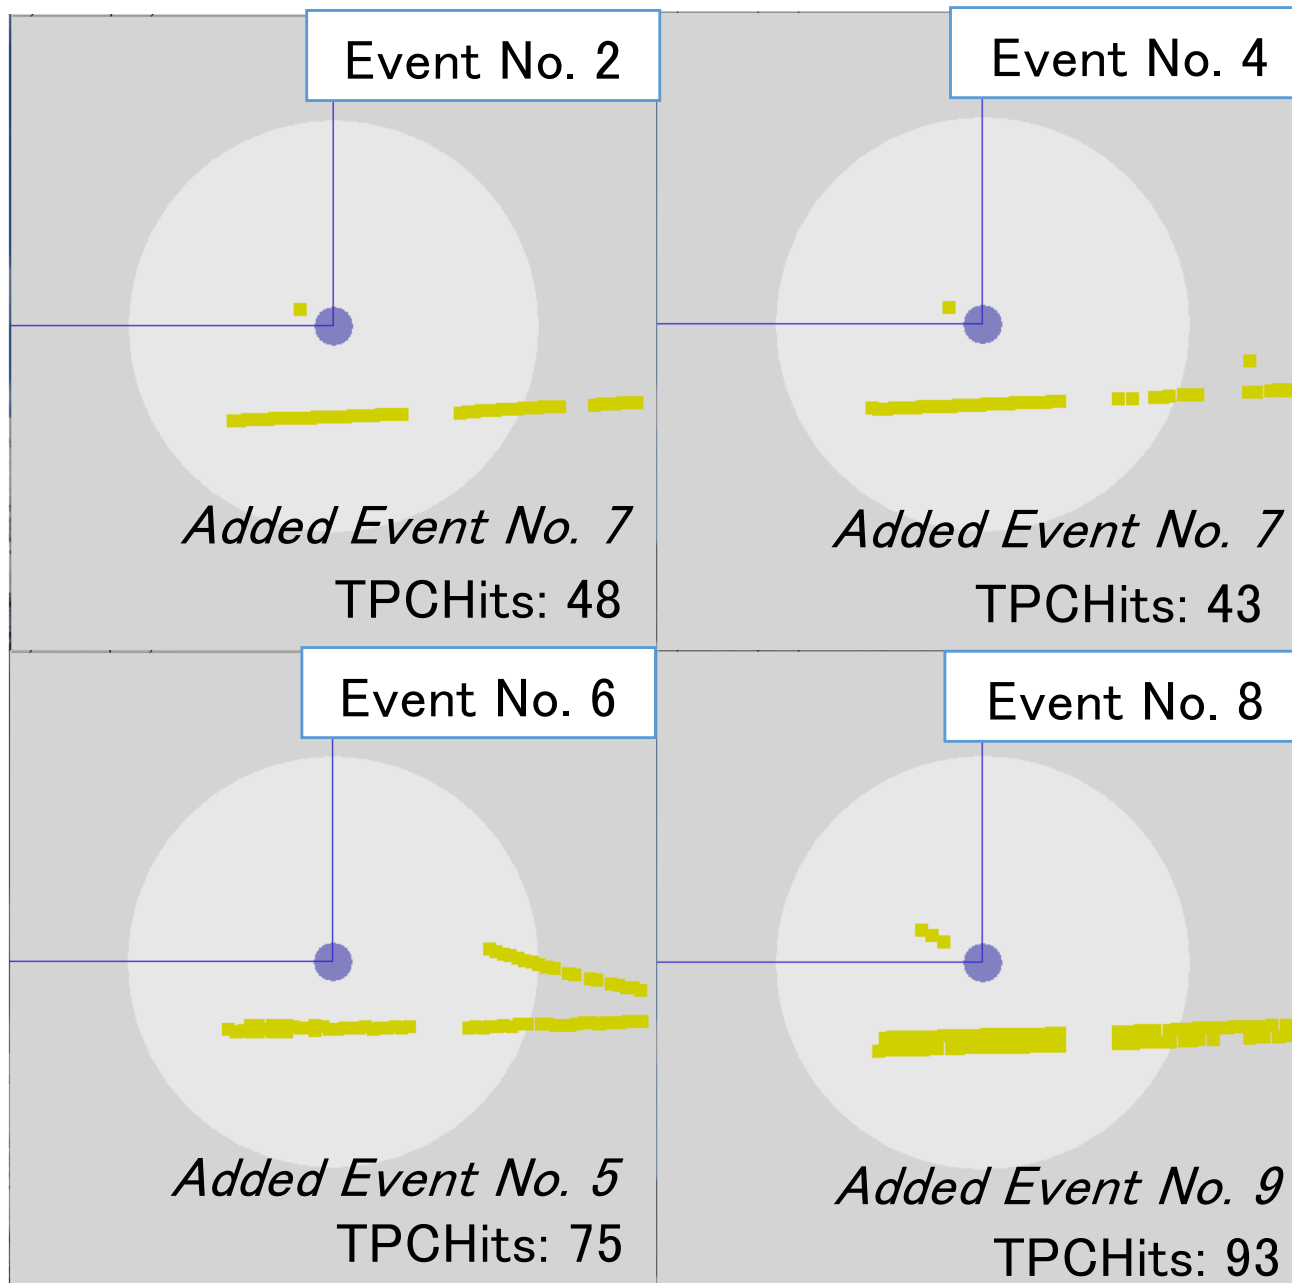 Event No. 2
Added Event No. 7
TPCHits: 48
Event No. 4
Added Event No. 7
TPCHits: 43
Event No. 6
Added Event No. 5
TPCHits: 75
Event No. 8
Added Event No. 9
TPCHits: 93